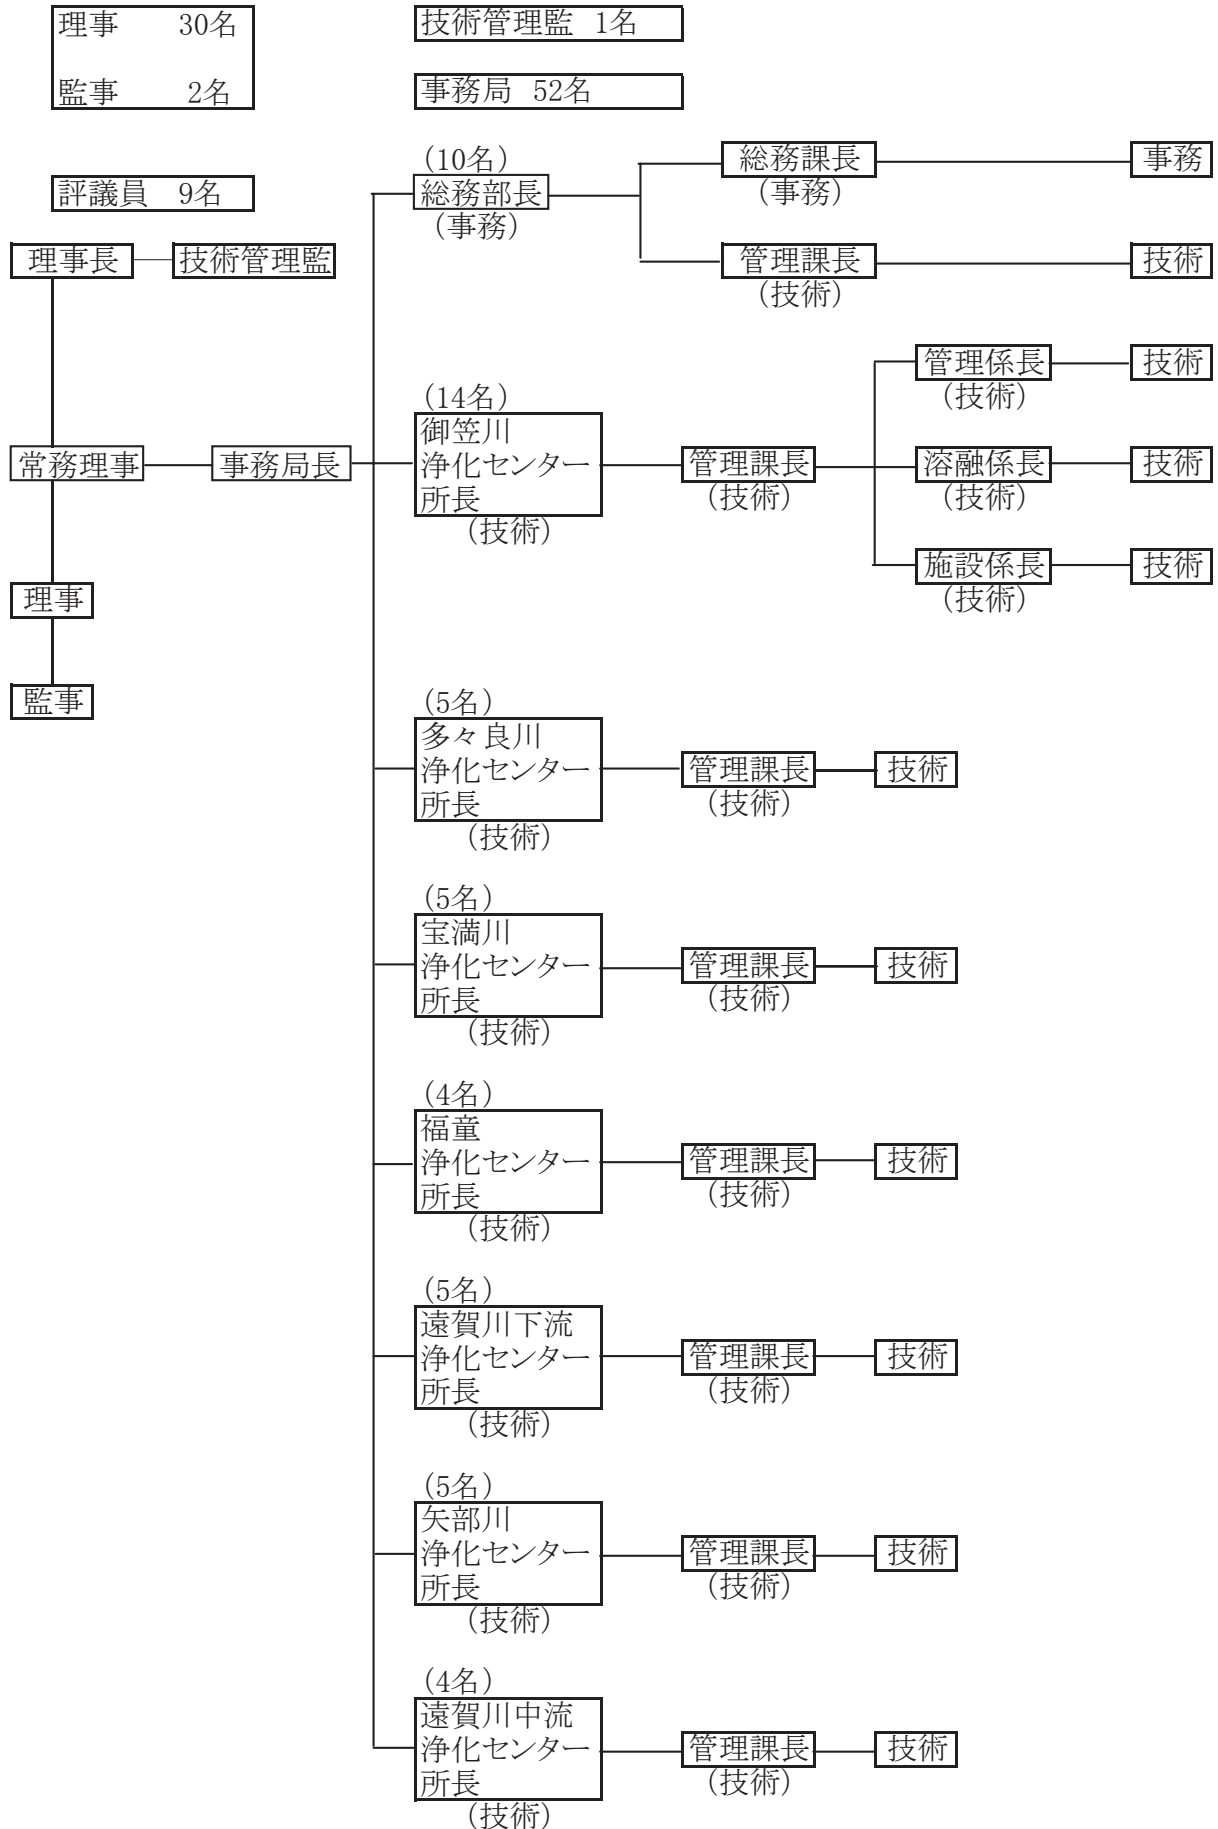 理事 30名
監事 2名
技術管理監 1名
事務局 52名
評議員 9名
(10名)
総務部長
(事務)
総務課長
(事務)
事務
理事長
技術管理監
管理課長
(技術)
技術
常務理事
事務局長
(14名)
御笠川
浄化センター
所長
(技術)
管理課長
(技術)
管理係長
(技術)
技術
溶融係長
(技術)
技術
施設係長
(技術)
技術
理事
監事
(5名)
多々良川
浄化センター
所長
(技術)
管理課長
(技術)
技術
(5名)
宝満川
浄化センター
所長
(技術)
管理課長
(技術)
技術
(4名)
福童
浄化センター
所長
(技術)
管理課長
(技術)
技術
(5名)
遠賀川下流
浄化センター
所長
(技術)
管理課長
(技術)
技術
(5名)
矢部川
浄化センター
所長
(技術)
管理課長
(技術)
技術
(4名)
遠賀川中流
浄化センター
所長
(技術)
管理課長
(技術)
技術